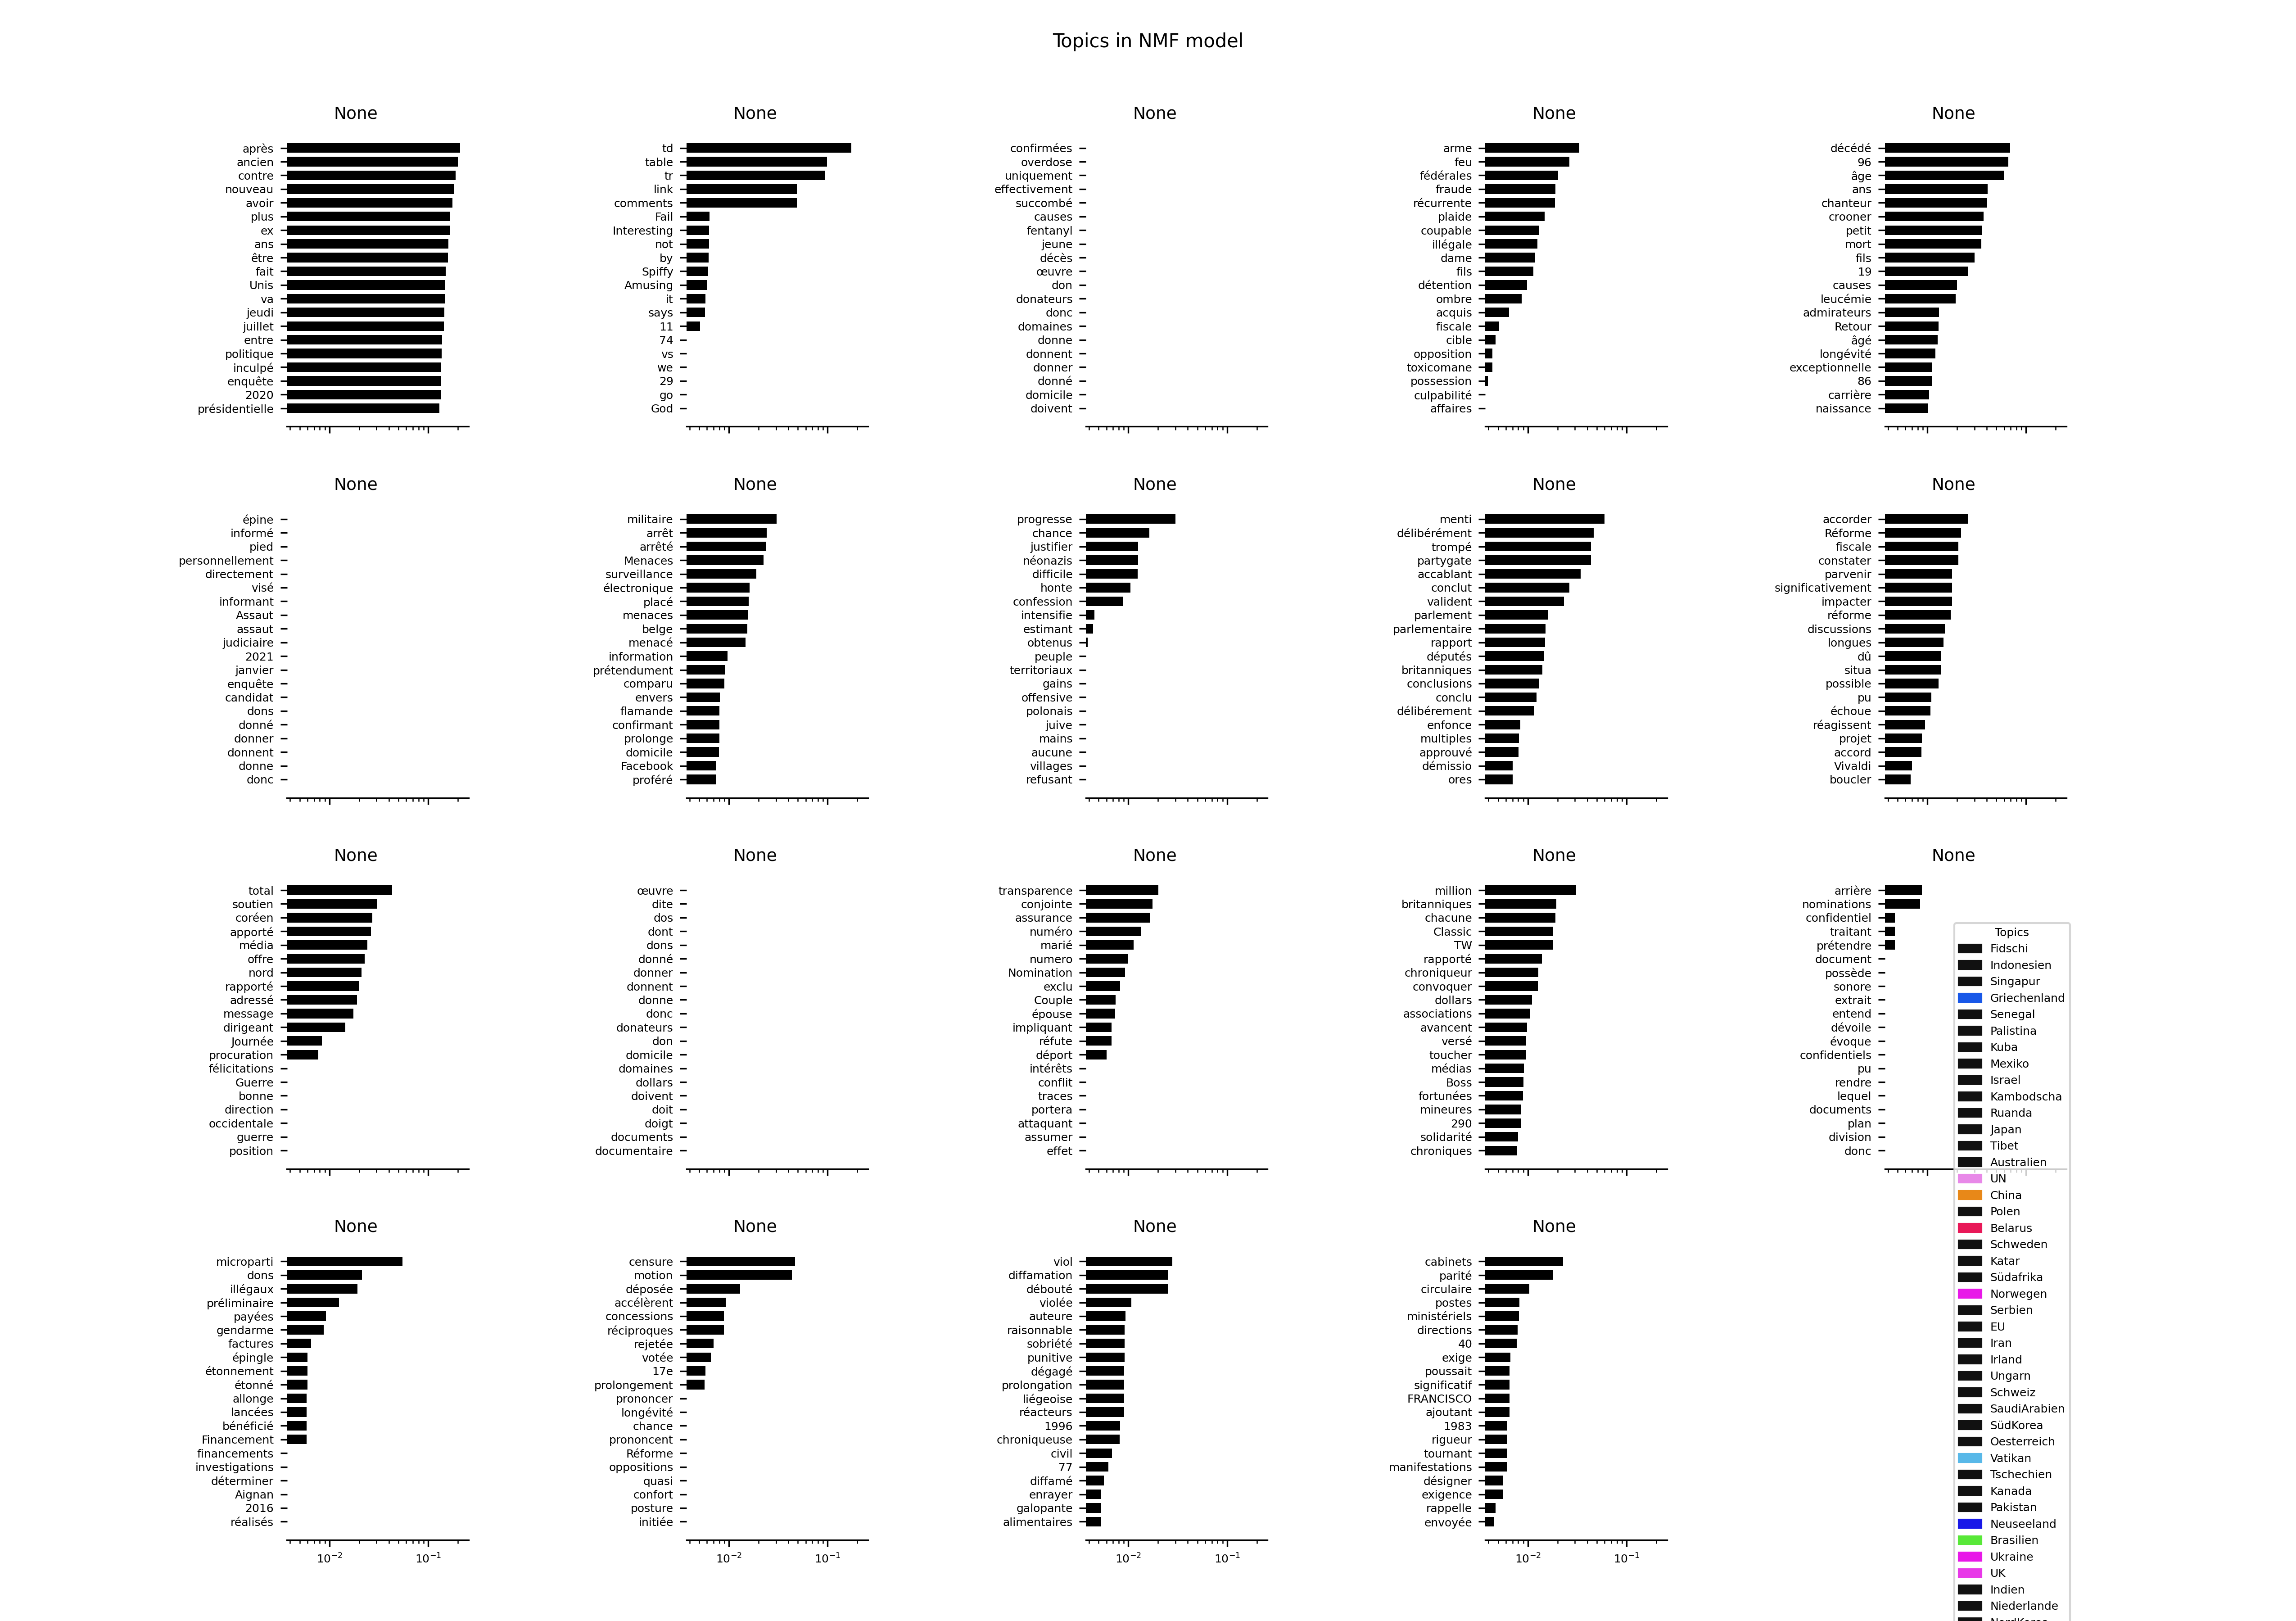 Topics in NMF model
None
après
ancien
contre
nouveau
avoir
plus
ex
ans
être
fait
Unis
va
jeudi
juillet
entre
politique
inculpé
enquête
2020
présidentielle
None
td
table
tr
link
comments
Fail
Interesting
not
by
Spiffy
Amusing
it
says
11
74
vs
we
29
go
God
None
confirmées
overdose
uniquement
effectivement
succombé
causes
fentanyl
jeune
décès
œuvre
don
donateurs
donc
domaines
donne
donnent
donner
donné
domicile
doivent
None
arme
feu
fédérales
fraude
récurrente
plaide
coupable
illégale
dame
fils
détention
ombre
acquis
fiscale
cible
opposition
toxicomane
possession
culpabilité
affaires
None
décédé
96
âge
ans
chanteur
crooner
petit
mort
fils
19
causes
leucémie
admirateurs
Retour
âgé
longévité
exceptionnelle
86
carrière
naissance
None
épine
informé
pied
personnellement
directement
visé
informant
Assaut
assaut
judiciaire
2021
janvier
enquête
candidat
dons
donné
donner
donnent
donne
donc
None
militaire
arrêt
arrêté
Menaces
surveillance
électronique
placé
menaces
belge
menacé
information
prétendument
comparu
envers
flamande
confirmant
prolonge
domicile
Facebook
proféré
None
progresse
chance
justifier
néonazis
difficile
honte
confession
intensifie
estimant
obtenus
peuple
territoriaux
gains
offensive
polonais
juive
mains
aucune
villages
refusant
None
menti
délibérément
trompé
partygate
accablant
conclut
valident
parlement
parlementaire
rapport
députés
britanniques
conclusions
conclu
délibérement
enfonce
multiples
approuvé
démissio
ores
None
accorder
Réforme
fiscale
constater
parvenir
significativement
impacter
réforme
discussions
longues
dû
situa
possible
pu
échoue
réagissent
projet
accord
Vivaldi
boucler
None
total
soutien
coréen
apporté
média
offre
nord
rapporté
adressé
message
dirigeant
Journée
procuration
félicitations
Guerre
bonne
direction
occidentale
guerre
position
None
œuvre
dite
dos
dont
dons
donné
donner
donnent
donne
donc
donateurs
don
domicile
domaines
dollars
doivent
doit
doigt
documents
documentaire
None
transparence
conjointe
assurance
numéro
marié
numero
Nomination
exclu
Couple
épouse
impliquant
réfute
déport
intérêts
conflit
traces
portera
attaquant
assumer
effet
None
million
britanniques
chacune
Classic
TW
rapporté
chroniqueur
convoquer
dollars
associations
avancent
versé
toucher
médias
Boss
fortunées
mineures
290
solidarité
chroniques
None
arrière
nominations
confidentiel
traitant
prétendre
document
possède
sonore
extrait
entend
dévoile
évoque
confidentiels
pu
rendre
lequel
documents
plan
division
donc
None
microparti
dons
illégaux
préliminaire
payées
gendarme
factures
épingle
étonnement
étonné
allonge
lancées
bénéficié
Financement
financements
investigations
déterminer
Aignan
2016
réalisés
10⁻² 10⁻¹
None
censure
motion
déposée
accélèrent
concessions
réciproques
rejetée
votée
17e
prolongement
prononcer
longévité
chance
prononcent
Réforme
oppositions
quasi
confort
posture
initiée
10⁻² 10⁻¹
None
viol
diffamation
débouté
violée
auteure
raisonnable
sobriété
punitive
dégagé
prolongation
liégeoise
réacteurs
1996
chroniqueuse
civil
77
diffamé
enrayer
galopante
alimentaires
10⁻² 10⁻¹
None
cabinets
parité
circulaire
postes
ministériels
directions
40
exige
poussait
significatif
FRANCISCO
ajoutant
1983
rigueur
tournant
manifestations
désigner
exigence
rappelle
envoyée
10⁻² 10⁻¹
Topics
Fidschi
Indonesien
Singapur
Griechenland
Senegal
Palistina
Kuba
Mexiko
Israel
Kambodscha
Ruanda
Japan
Tibet
Australien
UN
China
Polen
Belarus
Schweden
Katar
Südafrika
Norwegen
Serbien
EU
Iran
Irland
Ungarn
Schweiz
SaudiArabien
SüdKorea
Oesterreich
Vatikan
Tschechien
Kanada
Pakistan
Neuseeland
Brasilien
Ukraine
UK
Indien
Niederlande